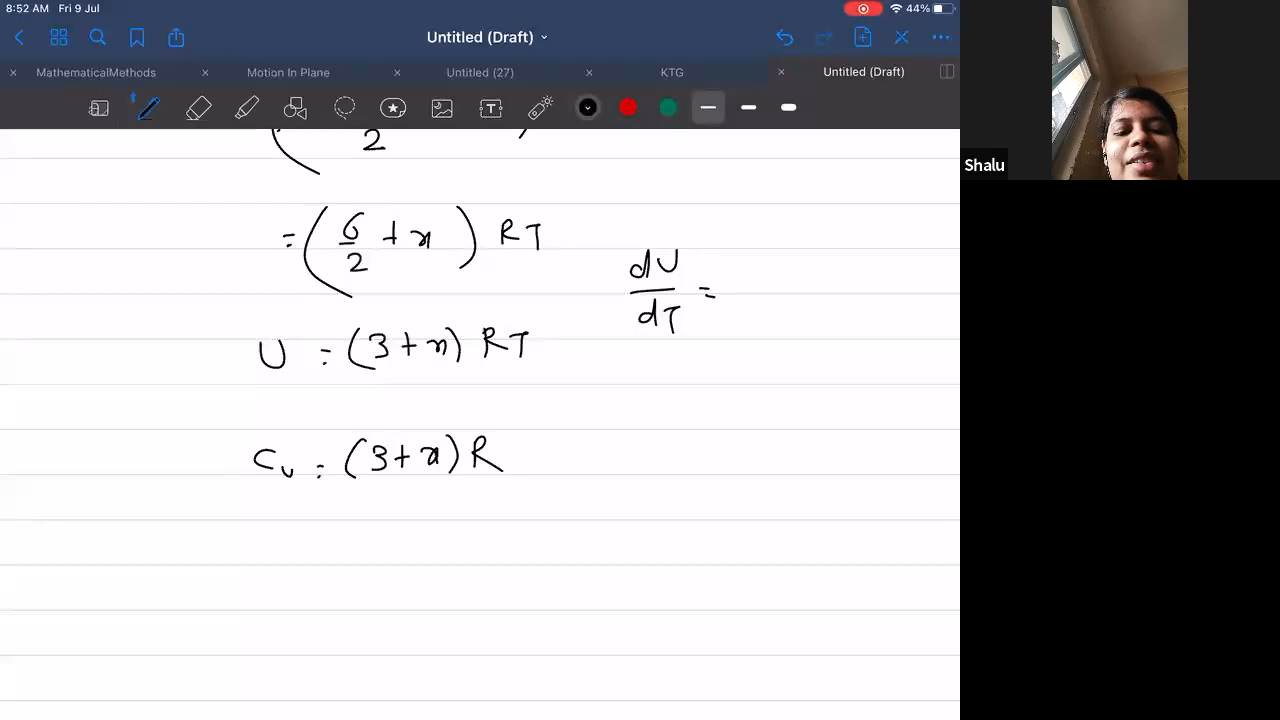 8:52 AM Fri 9 Jul
44%
Untitled (Draft)
MathematicalMethods
Motion In Plane
Untitled (27)
KTG
Untitled (Draft)
Shalu
2
= (6/2 + x) RT
dU/dT =
U = (3+x) RT
Cv = (3+x) R